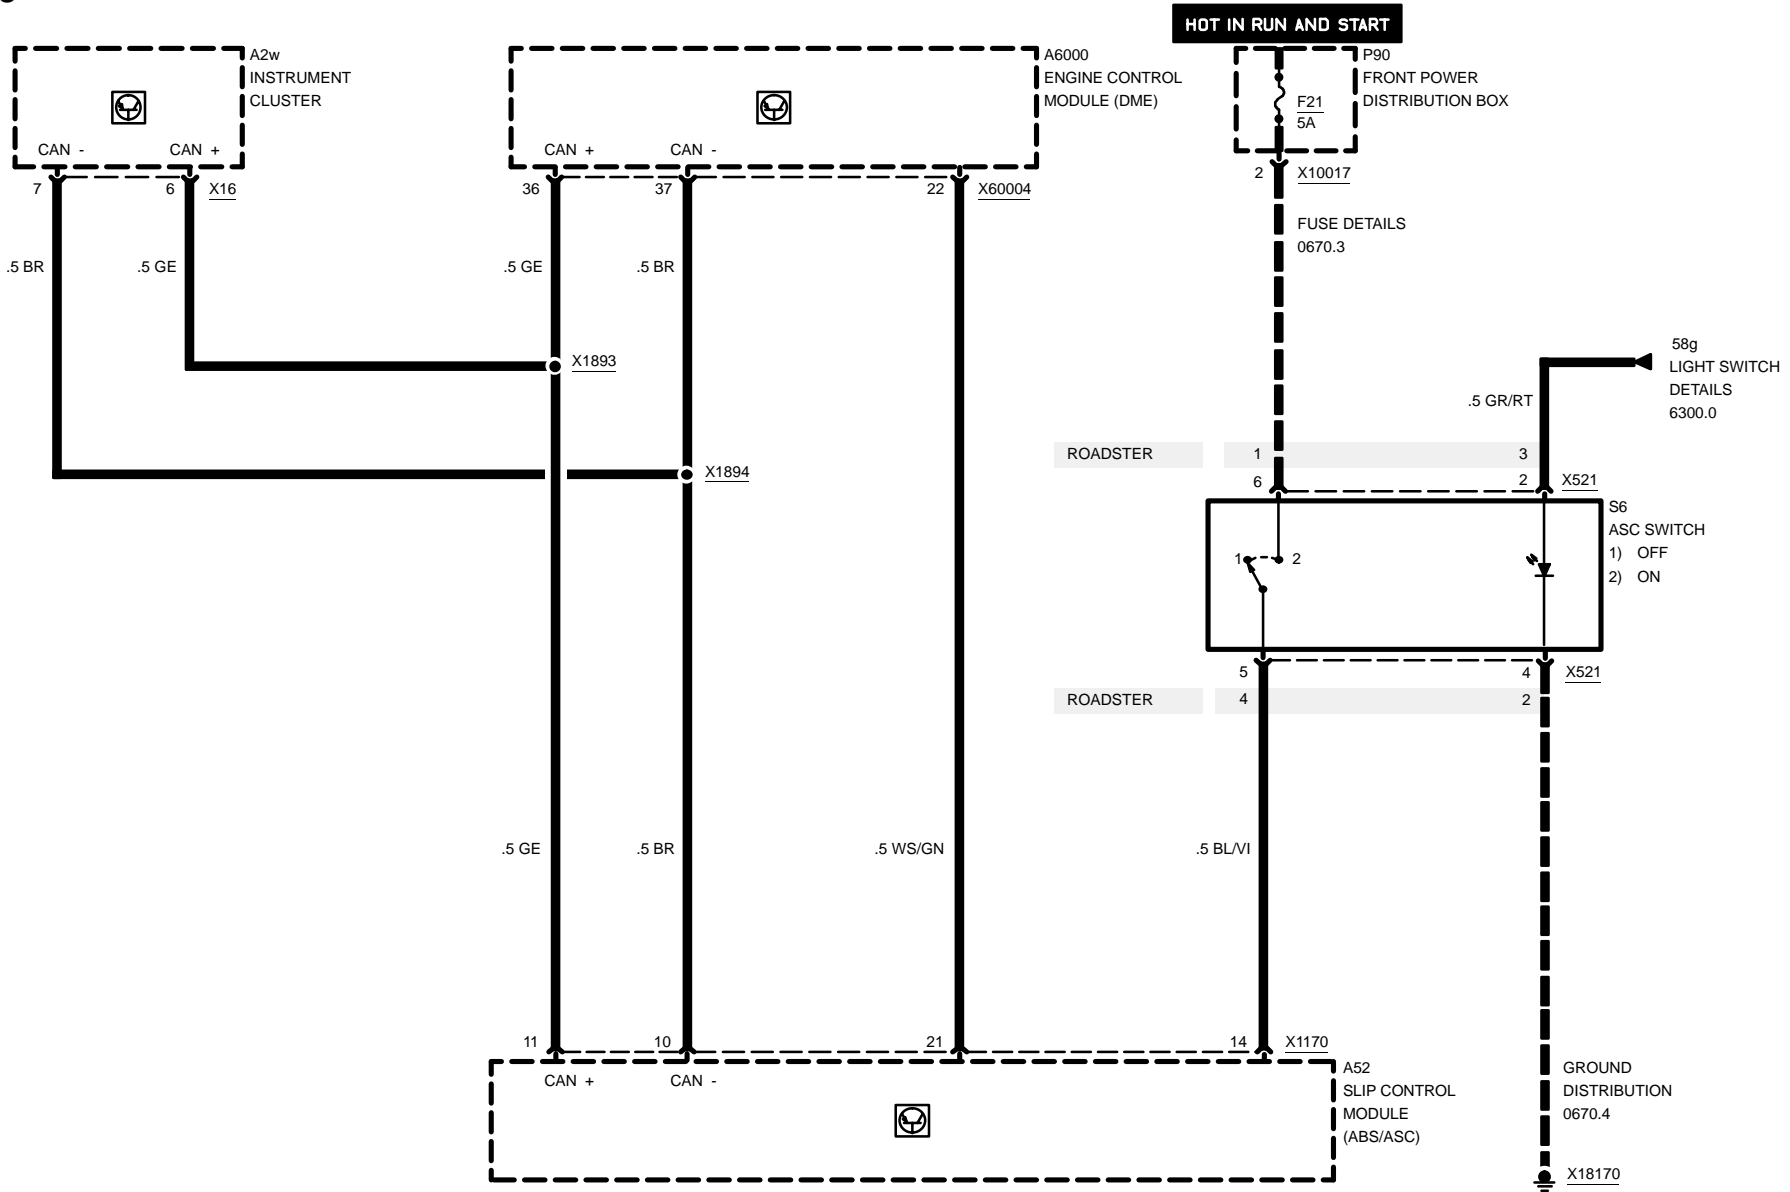 HOT IN RUN AND START
A2w
INSTRUMENT
CLUSTER
CAN -
CAN +
7
6
X16
A6000
ENGINE CONTROL
MODULE (DME)
CAN +
CAN -
36
37
22
X60004
P90
FRONT POWER
DISTRIBUTION BOX
F21
5A
2
X10017
FUSE DETAILS
0670.3
.5 BR
.5 GE
.5 GE
.5 BR
X1893
X1894
58g
LIGHT SWITCH
DETAILS
6300.0
.5 GR/RT
ROADSTER
1
3
6
2
X521
S6
ASC SWITCH
1) OFF
2) ON
1
2
5
4
X521
ROADSTER
4
2
.5 GE
.5 BR
.5 WS/GN
.5 BL/VI
11
10
21
14
X1170
CAN +
CAN -
A52
SLIP CONTROL
MODULE
(ABS/ASC)
GROUND
DISTRIBUTION
0670.4
X18170